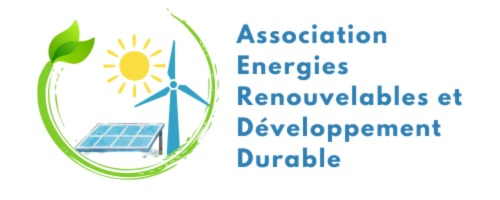 Association
Energies
Renouvelables et
Développement
Durable